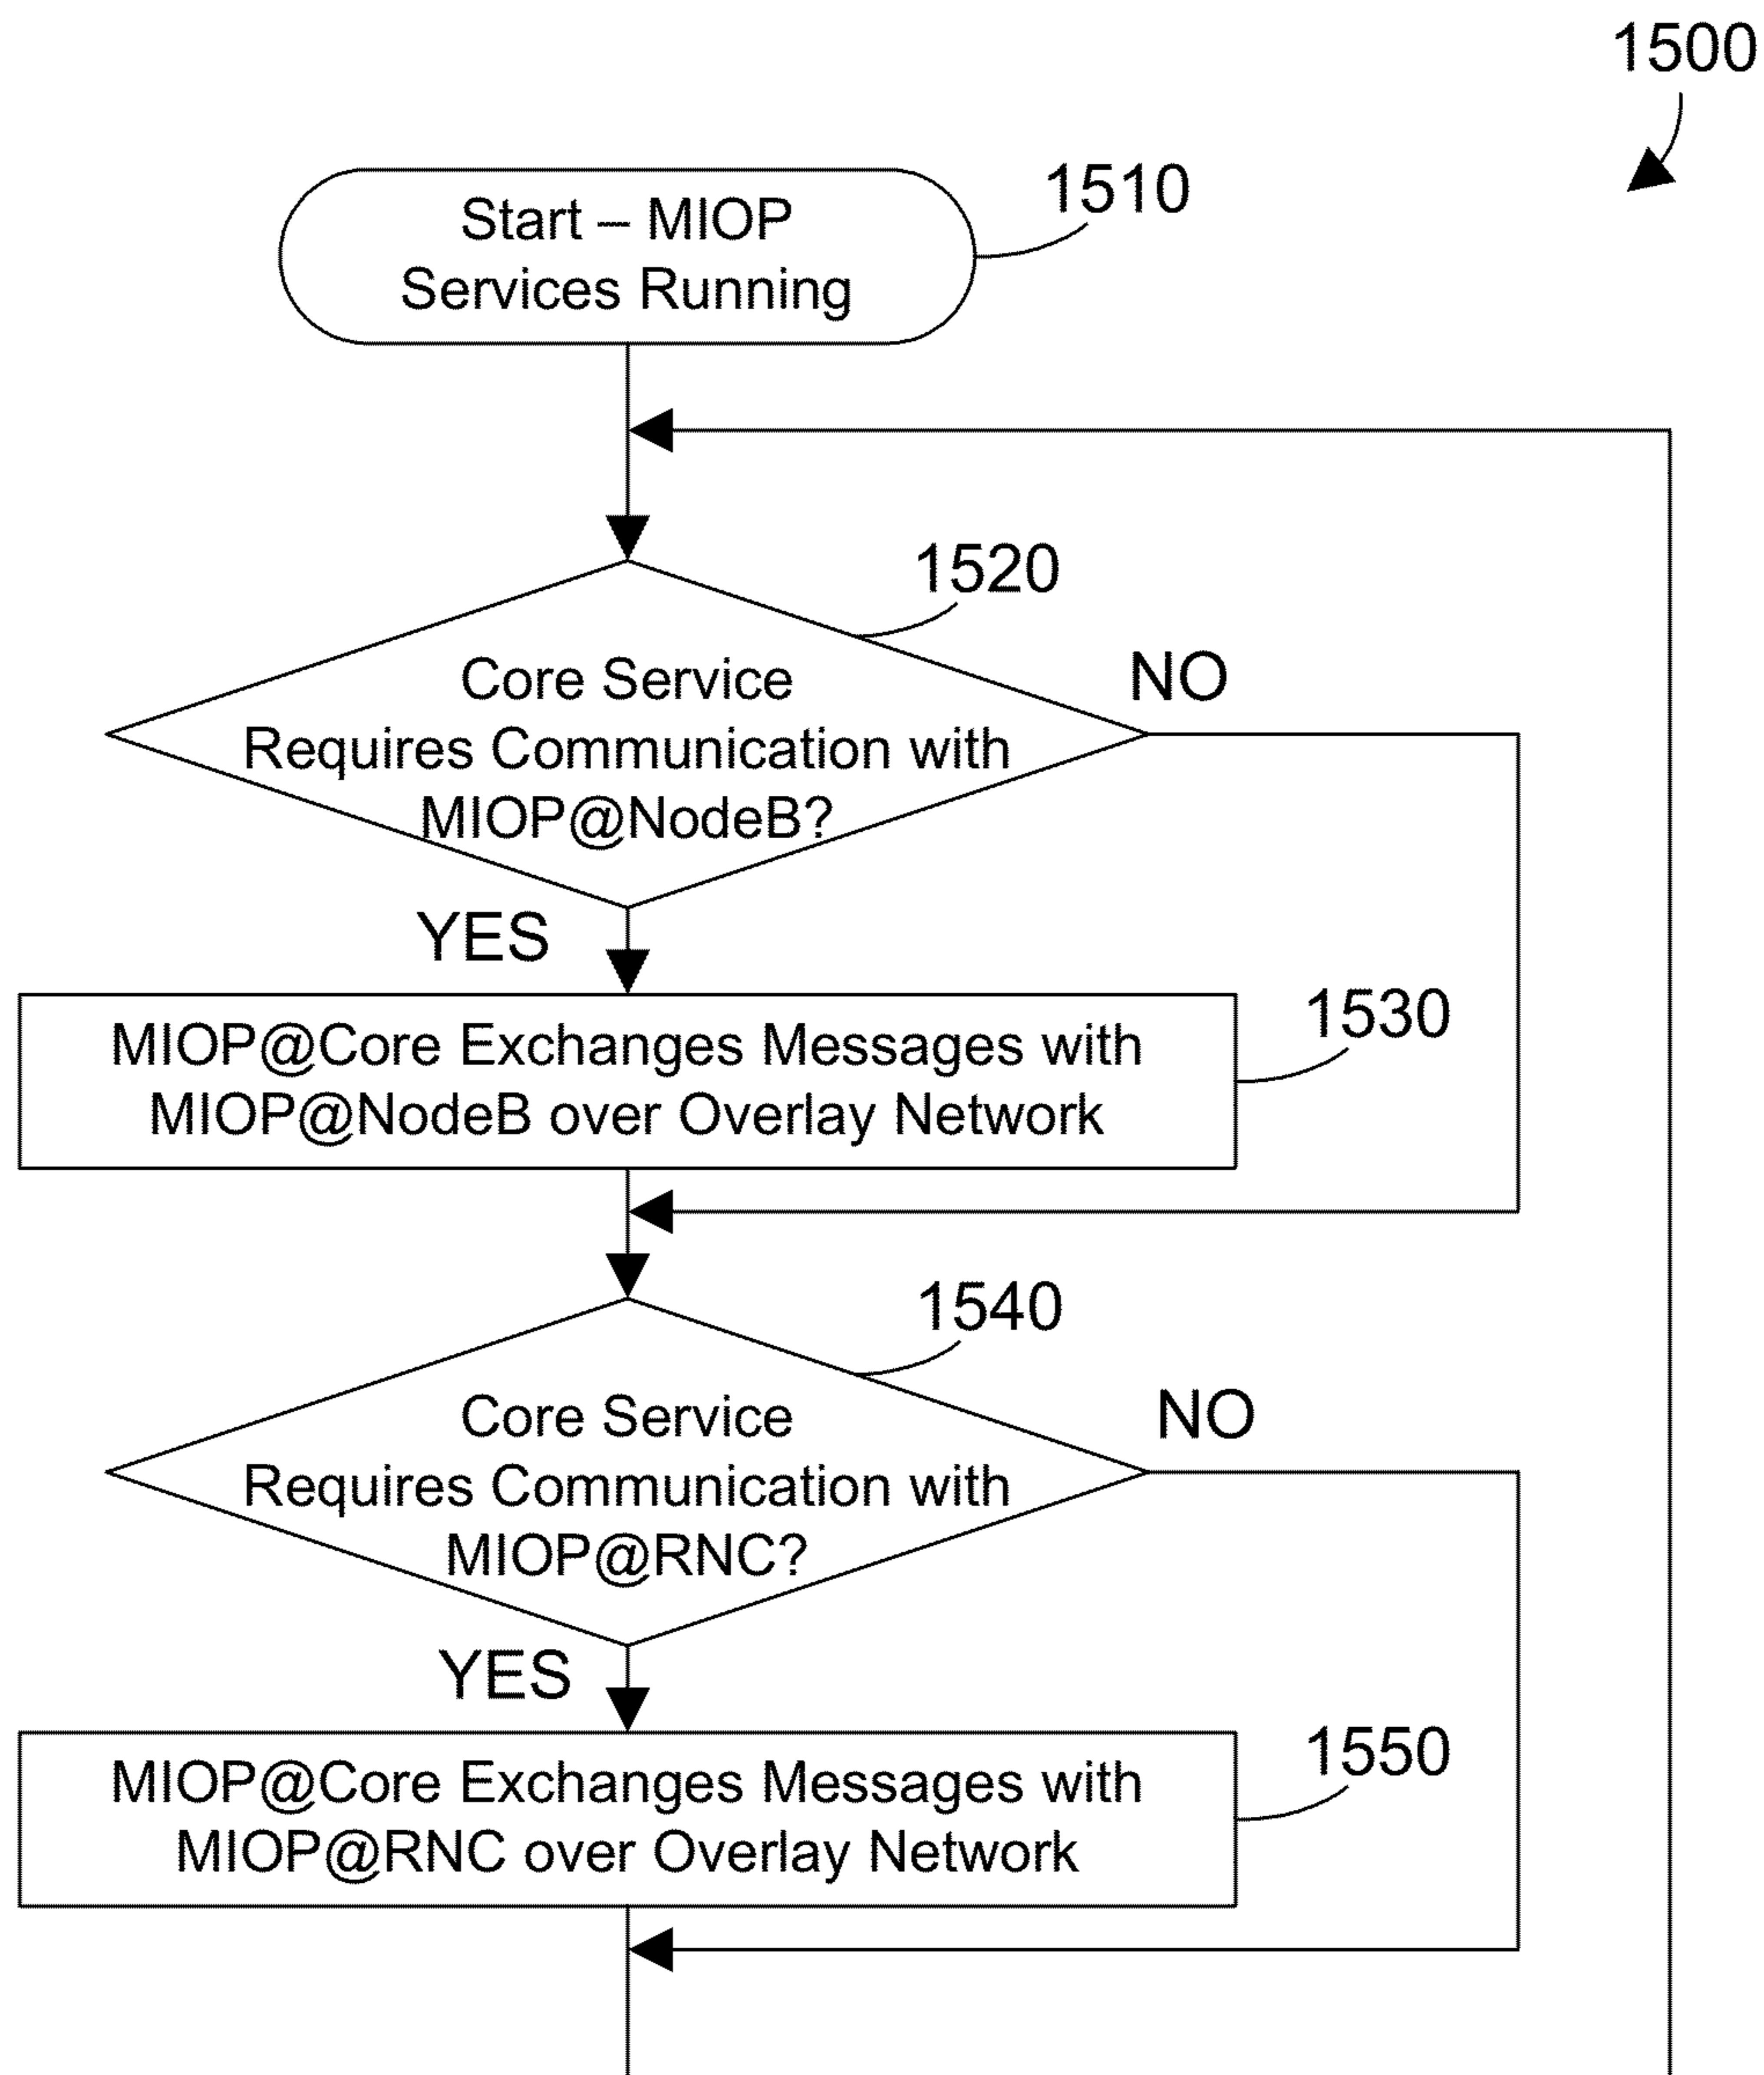 1500
Start – MIOP
Services Running
1510
1520
Core Service
Requires Communication with
MIOP@NodeB?
NO
YES
1530
MIOP@Core Exchanges Messages with
MIOP@NodeB over Overlay Network
1540
Core Service
Requires Communication with
MIOP@RNC?
NO
YES
1550
MIOP@Core Exchanges Messages with
MIOP@RNC over Overlay Network